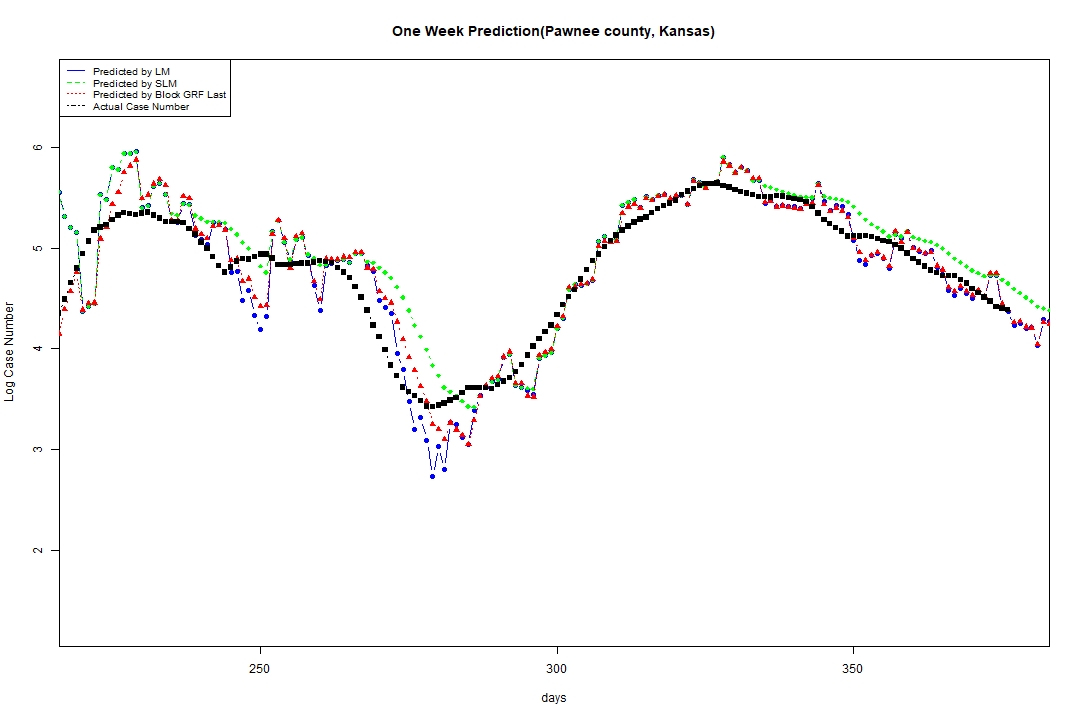 One Week Prediction(Pawnee county, Kansas)
Predicted by LM
Predicted by SLM
Predicted by Block GRF Last
Actual Case Number
6
5
4
3
2
Log Case Number
250 300 350
days